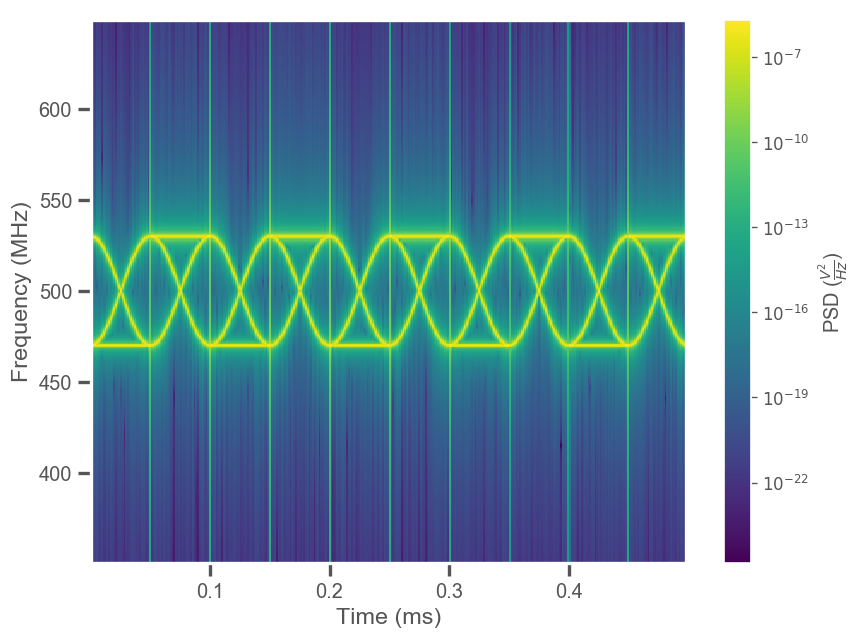 600
550
500
450
400
Frequency (MHz)
0.1 0.2 0.3 0.4
Time (ms)
10⁻⁷
10⁻¹⁰
10⁻¹³
10⁻¹⁶
10⁻¹⁹
10⁻²²
PSD (V²/Hz)